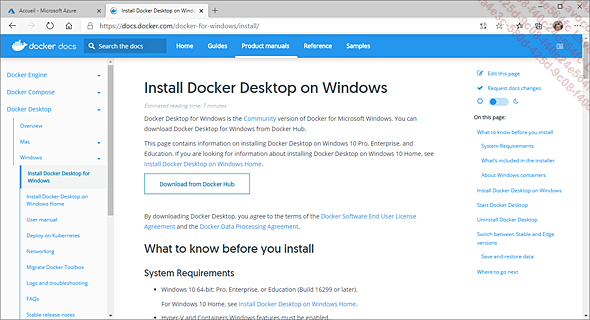 Accueil - Microsoft Azure
Install Docker Desktop on Windo
https://docs.docker.com/docker-for-windows/install/
docker docs
Search the docs
Home
Guides
Product manuals
Reference
Samples
Docker Engine
Docker Compose
Docker Desktop
Overview
Mac
Windows
Install Docker Desktop for
Windows
Install Docker Desktop on
Windows Home
User manual
Deploy on Kubernetes
Networking
Migrate Docker Toolbox
Logs and troubleshooting
FAQs
Stable release notes
Install Docker Desktop on Windows
Estimated reading time: 7 minutes
Docker Desktop for Windows is the Community version of Docker for Microsoft Windows. You can
download Docker Desktop for Windows from Docker Hub.
This page contains information on installing Docker Desktop on Windows 10 Pro, Enterprise, and
Education. If you are looking for information about installing Docker Desktop on Windows 10 Home, see
Install Docker Desktop on Windows Home.
Download from Docker Hub
By downloading Docker Desktop, you agree to the terms of the Docker Software End User License
Agreement and the Docker Data Processing Agreement.
What to know before you install
System Requirements
• Windows 10 64-bit: Pro, Enterprise, or Education (Build 16299 or later).
For Windows 10 Home, see Install Docker Desktop on Windows Home.
• Hyper-V and Containers Windows features must be enabled.
Edit this page
Request docs changes
On this page:
What to know before you install
System Requirements
What's included in the installer
About Windows containers
Install Docker Desktop on Windows
Start Docker Desktop
Uninstall Docker Desktop
Switch between Stable and Edge
versions
Save and restore data
Where to go next